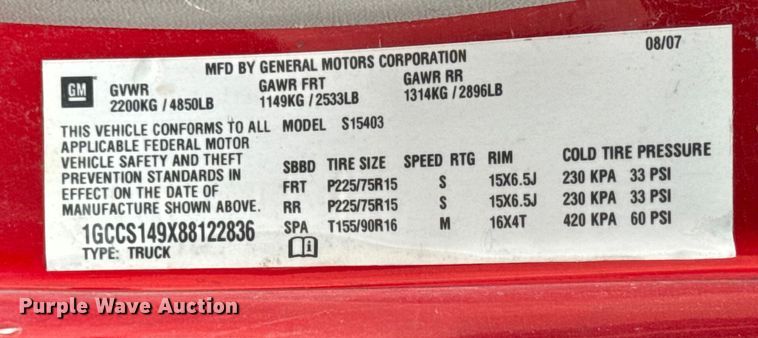 MFD BY GENERAL MOTORS CORPORATION 08/07
GM GVWR GAWR FRT GAWR RR
2200KG / 4850LB 1149KG / 2533LB 1314KG / 2896LB
THIS VEHICLE CONFORMS TO ALL MODEL S15403
APPLICABLE FEDERAL MOTOR
VEHICLE SAFETY AND THEFT SBBD TIRE SIZE SPEED RTG RIM COLD TIRE PRESSURE
PREVENTION STANDARDS IN FRT P225/75R15 S 15X6.5J 230 KPA 33 PSI
EFFECT ON THE DATE OF RR P225/75R15 S 15X6.5J 230 KPA 33 PSI
MANUFACTURE SHOWN ABOVE. SPA T155/90R16 M 16X4T 420 KPA 60 PSI
1GCCS149X88122836
TYPE: TRUCK
Purple Wave Auction